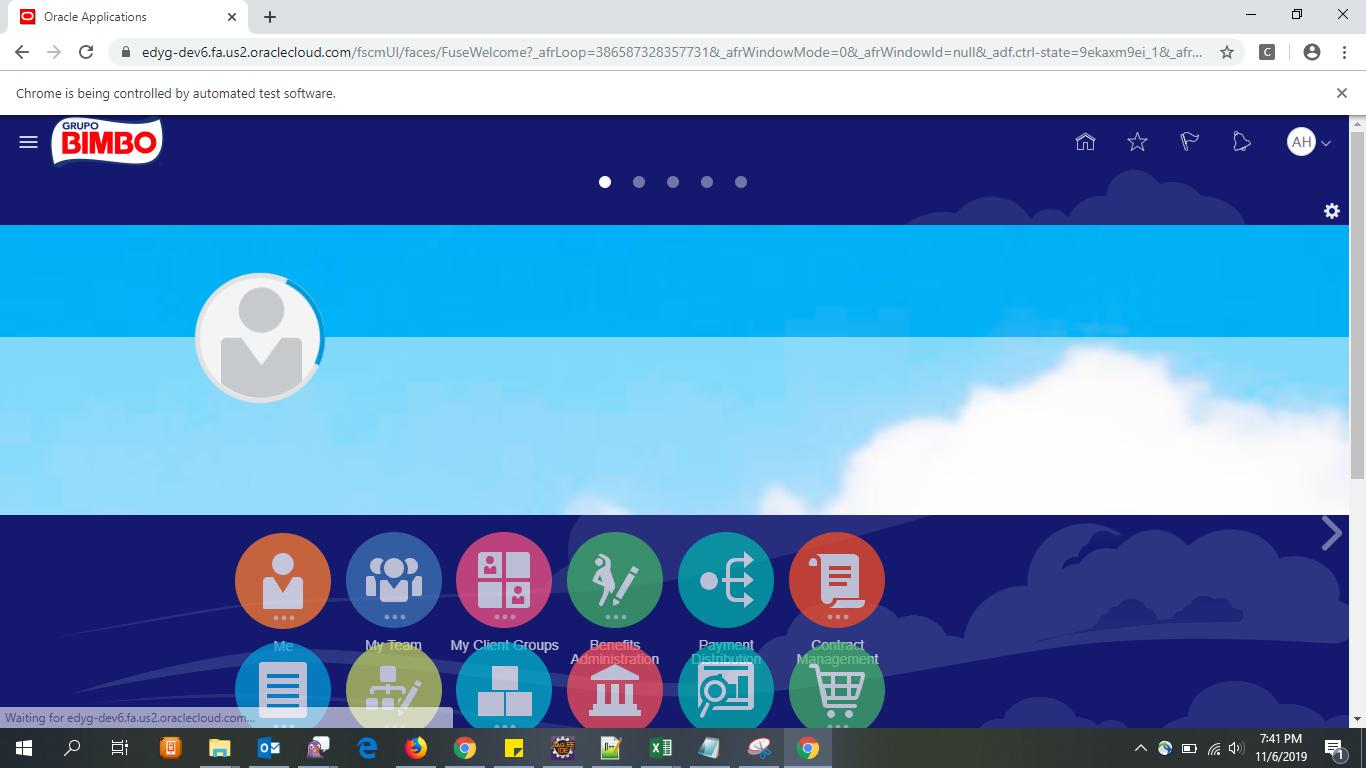 Oracle Applications
edyg-dev6.fa.us2.oraclecloud.com/fscmUI/faces/FuseWelcome?_afrLoop=386587328357731&_afrWindowMode=0&_afrWindowId=null&_adf.ctrl-state=9ekaxm9ei_1&_afr...
C
Chrome is being controlled by automated test software.
GRUPO
BIMBO
AH
Me
My Team
My Client Groups
Benefits
Administration
Payment
Distribution
Contract
Management
Waiting for edyg-dev6.fa.us2.oraclecloud.com...
7:41 PM
11/6/2019
1